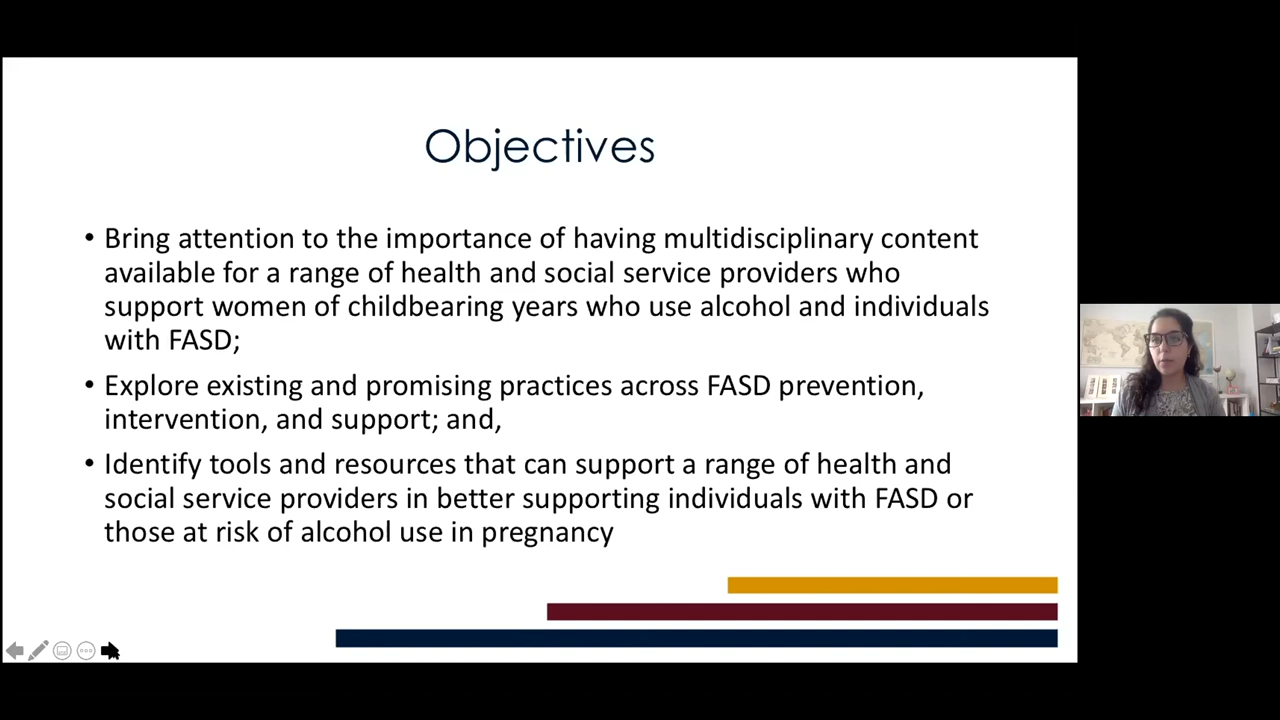 Objectives
• Bring attention to the importance of having multidisciplinary content
available for a range of health and social service providers who
support women of childbearing years who use alcohol and individuals
with FASD;
• Explore existing and promising practices across FASD prevention,
intervention, and support; and,
• Identify tools and resources that can support a range of health and
social service providers in better supporting individuals with FASD or
those at risk of alcohol use in pregnancy